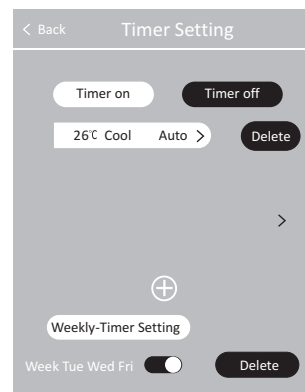 < Back Timer Setting
Timer on Timer off
26℃ Cool Auto > Delete
>
Weekly-Timer Setting
Week Tue Wed Fri Delete